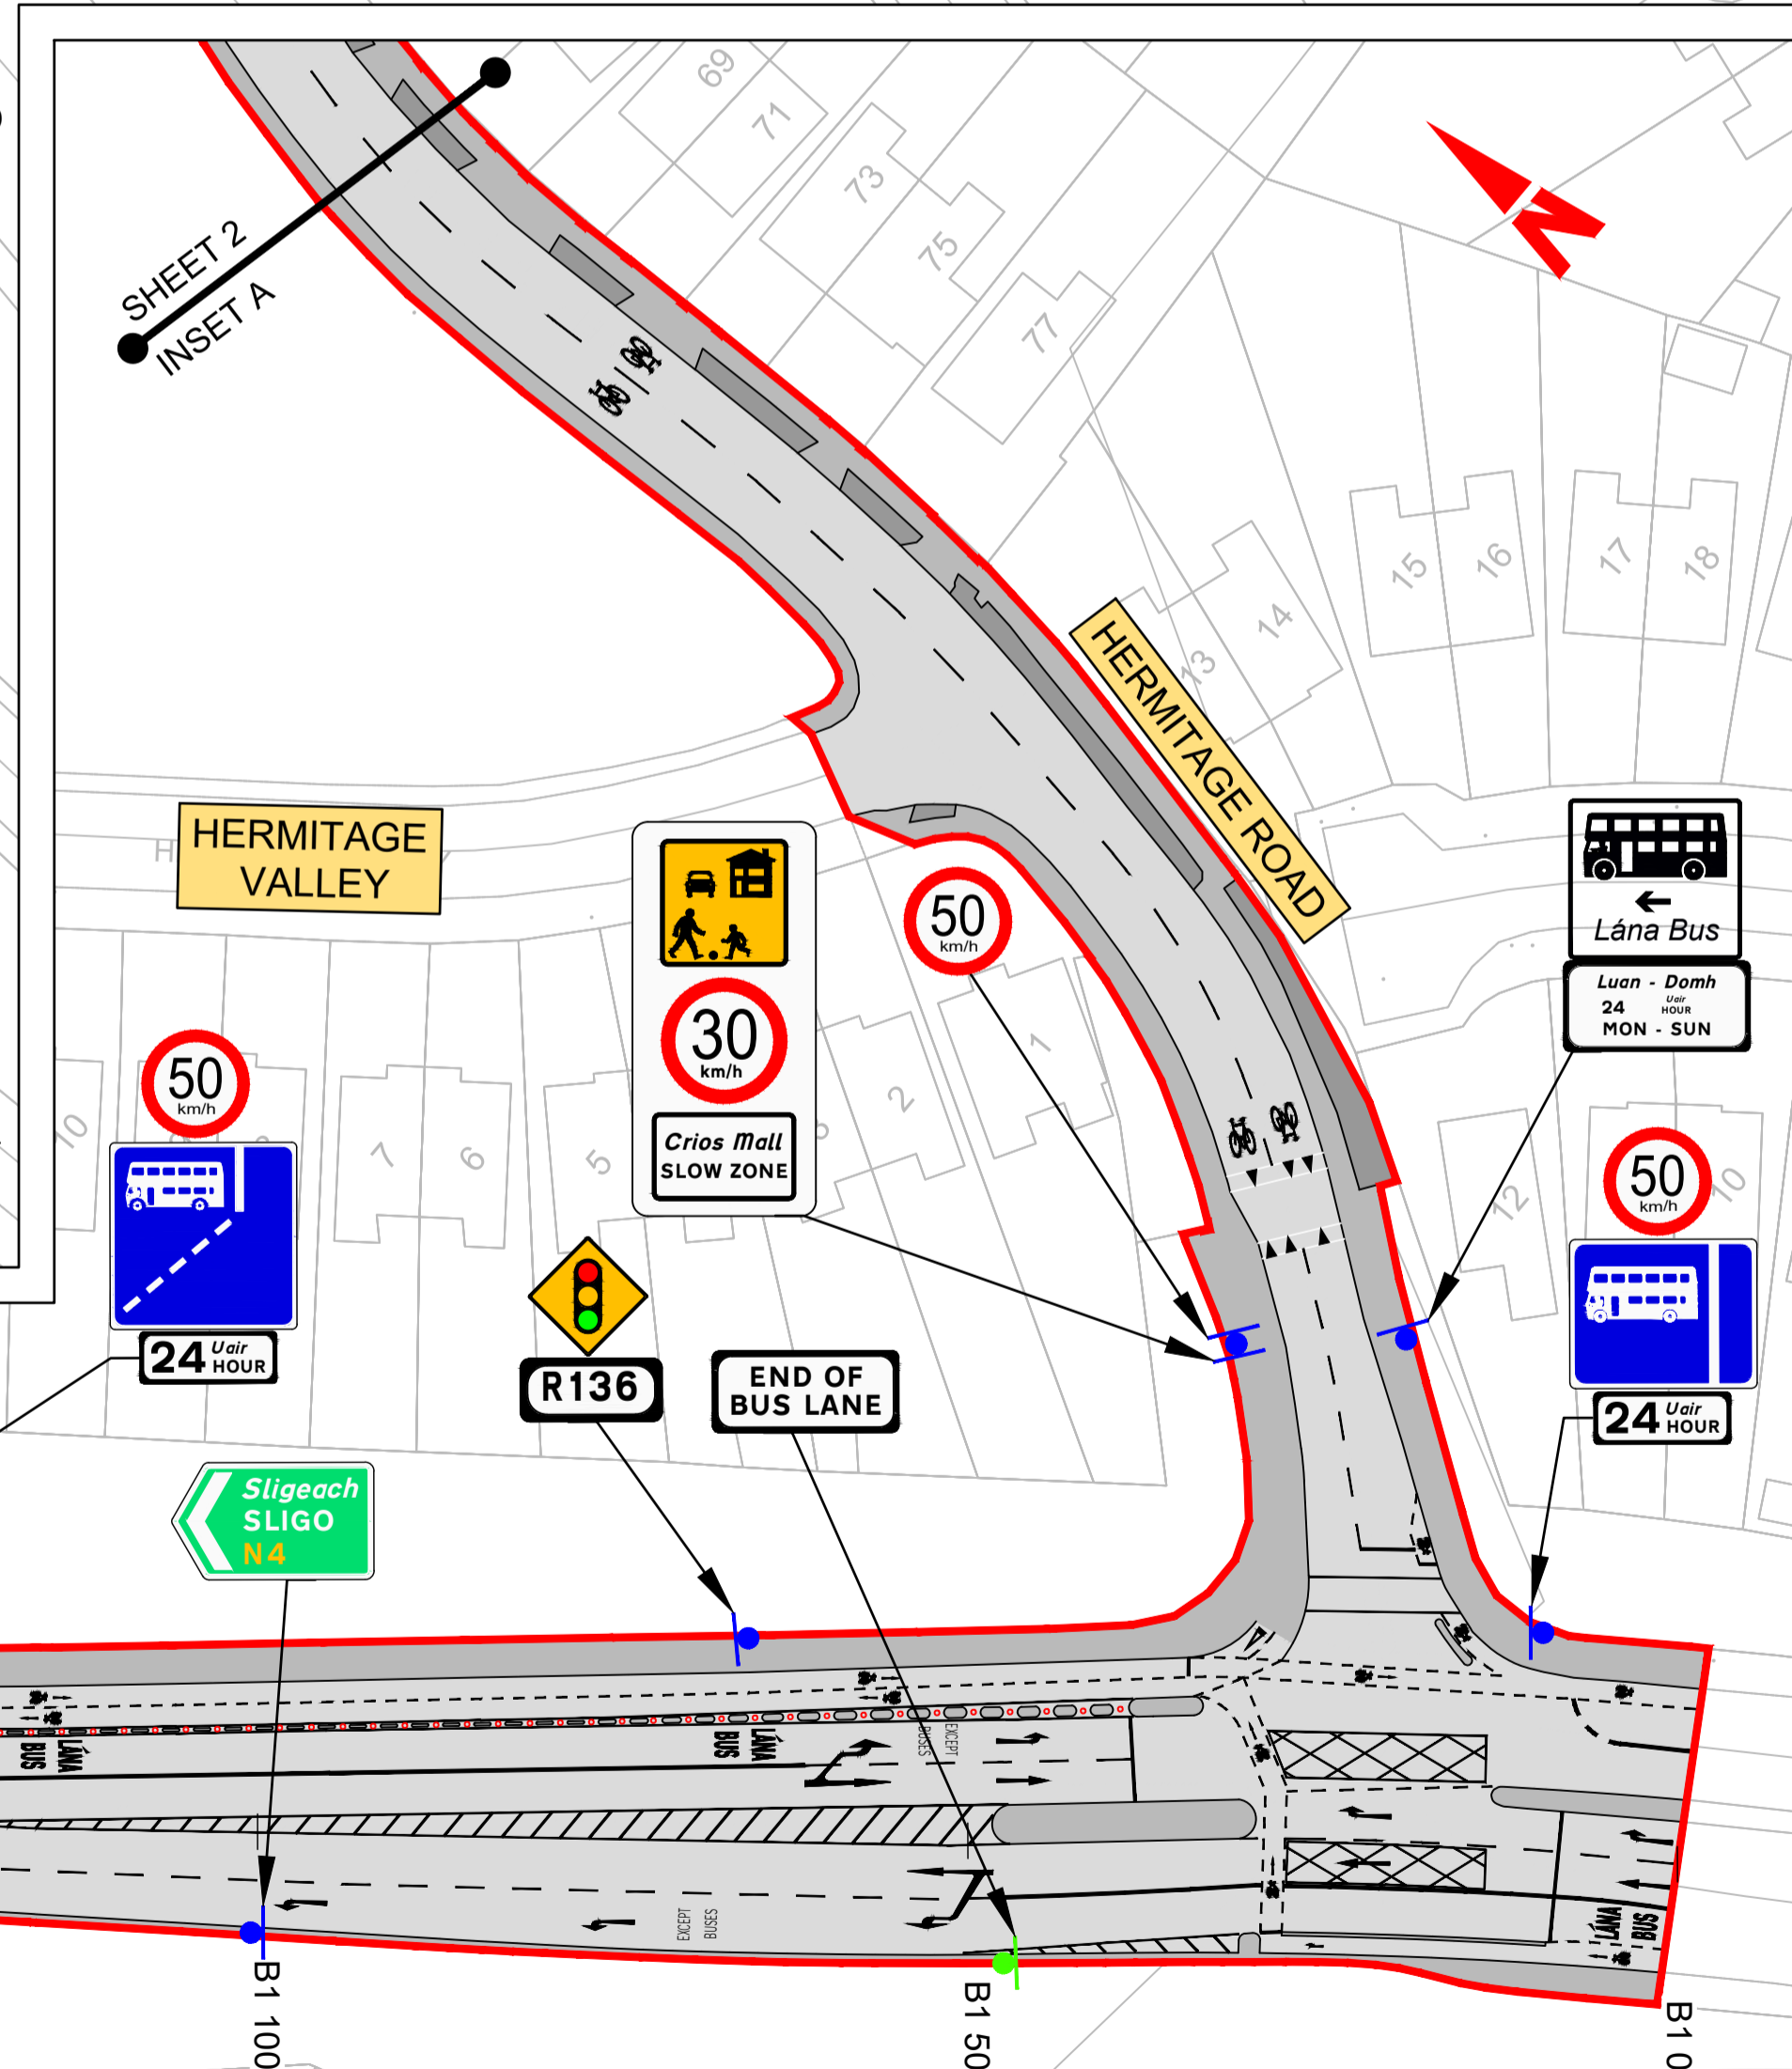 SHEET 2
INSET A
69
71
73
75
77
N
15
16
17
18
14
13
HERMITAGE ROAD
HERMITAGE
VALLEY
30
km/h
Crios Mall
SLOW ZONE
50
km/h
Lána Bus
Luan - Domh
24 Uair
HOUR
MON - SUN
50
km/h
24 Uair
HOUR
10
7
6
5
3
2
1
12
10
50
km/h
24 Uair
HOUR
R136
END OF
BUS LANE
Sligeach
SLIGO
N4
LÁNA
BUS
LÁNA
BUS
EXCEPT
BUSES
EXCEPT
BUSES
LÁNA
BUS
B1 100
B1 50
B1 0